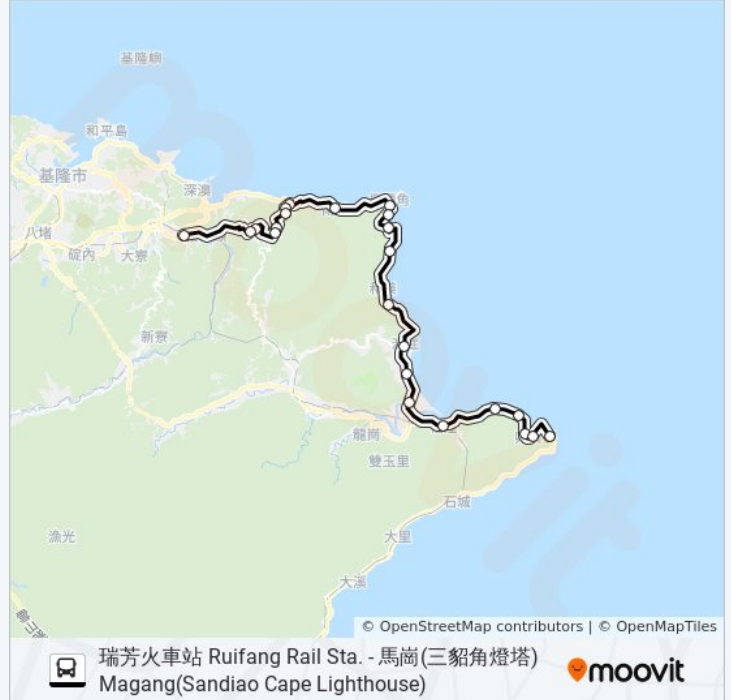 基隆嶼
和平島
基隆市
深澳
八堵
碇內
大寮
新寮
龍崗
雙玉里
石城
漁光
大里
大溪
© OpenStreetMap contributors | © OpenMapTiles
瑞芳火車站 Ruifang Rail Sta. - 馬崗(三貂角燈塔)
Magang(Sandiao Cape Lighthouse)
moovit